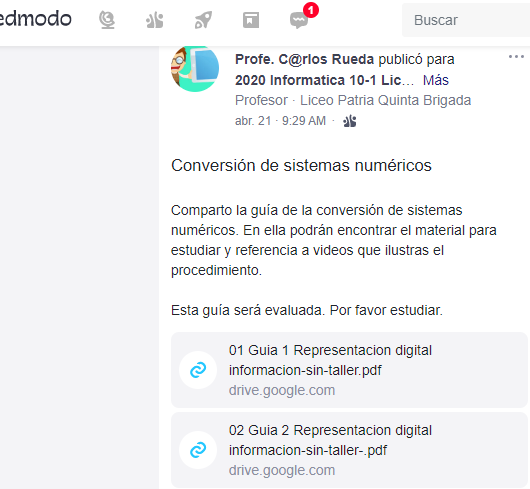 edmodo
1
Buscar
Profe. C@rlos Rueda publicó para
2020 Informatica 10-1 Lic… Más
Profesor · Liceo Patria Quinta Brigada
abr. 21 · 9:29 AM ·
Conversión de sistemas numéricos
Comparto la guía de la conversión de sistemas
numéricos. En ella podrán encontrar el material para
estudiar y referencia a videos que ilustras el
procedimiento.
Esta guía será evaluada. Por favor estudiar.
01 Guia 1 Representacion digital
informacion-sin-taller.pdf
drive.google.com
02 Guia 2 Representacion digital
informacion-sin-taller-.pdf
drive.google.com